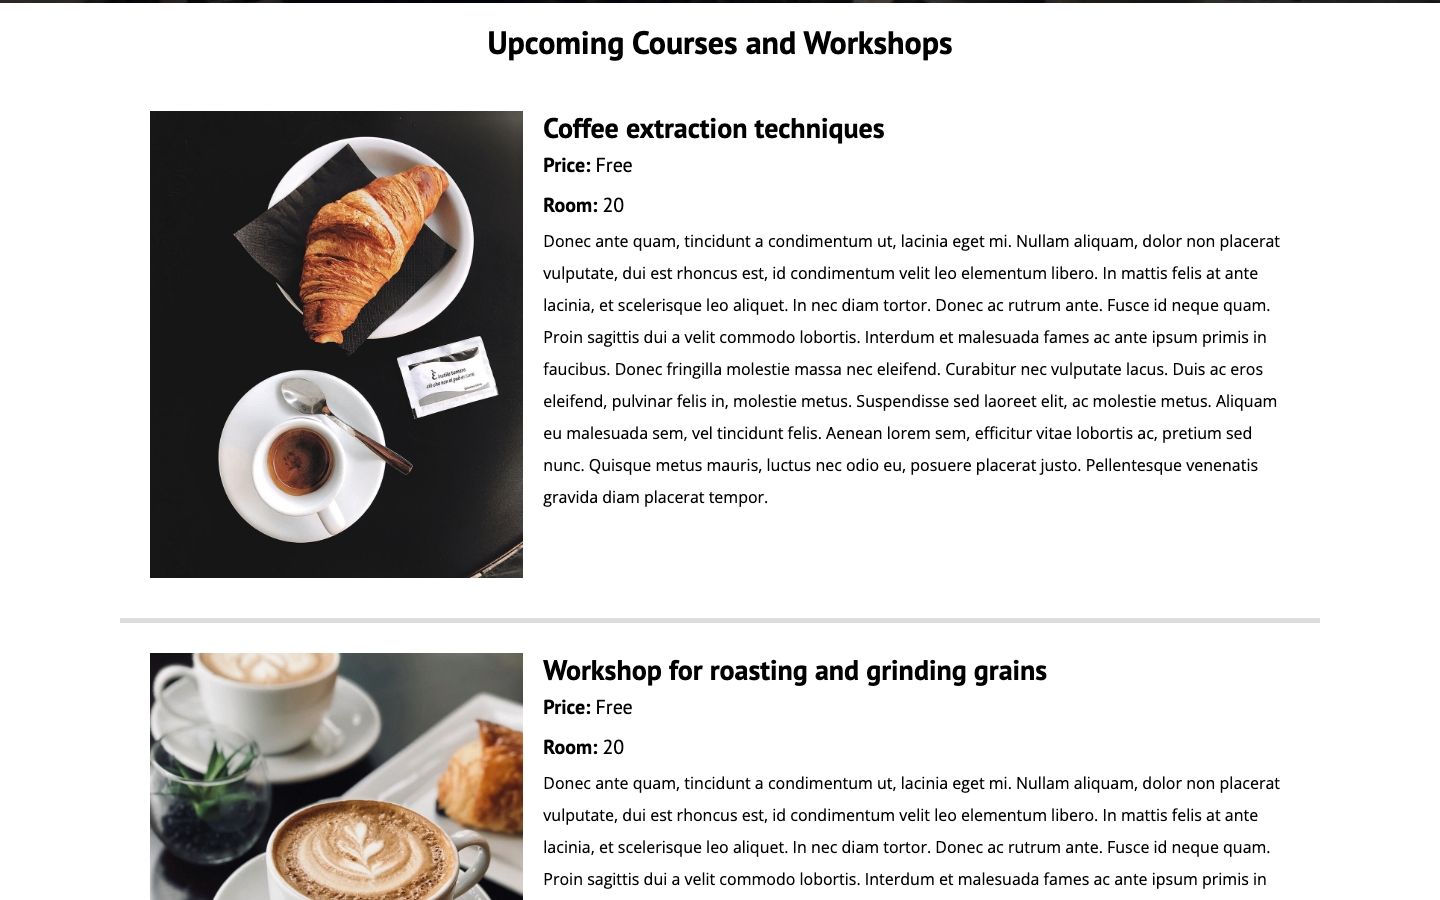 Upcoming Courses and Workshops
Coffee extraction techniques
Price: Free
Room: 20
Donec ante quam, tincidunt a condimentum ut, lacinia eget mi. Nullam aliquam, dolor non placerat
vulputate, dui est rhoncus est, id condimentum velit leo elementum libero. In mattis felis at ante
lacinia, et scelerisque leo aliquet. In nec diam tortor. Donec ac rutrum ante. Fusce id neque quam.
Proin sagittis dui a velit commodo lobortis. Interdum et malesuada fames ac ante ipsum primis in
faucibus. Donec fringilla molestie massa nec eleifend. Curabitur nec vulputate lacus. Duis ac eros
eleifend, pulvinar felis in, molestie metus. Suspendisse sed laoreet elit, ac molestie metus. Aliquam
eu malesuada sem, vel tincidunt felis. Aenean lorem sem, efficitur vitae lobortis ac, pretium sed
nunc. Quisque metus mauris, luctus nec odio eu, posuere placerat justo. Pellentesque venenatis
gravida diam placerat tempor.
Workshop for roasting and grinding grains
Price: Free
Room: 20
Donec ante quam, tincidunt a condimentum ut, lacinia eget mi. Nullam aliquam, dolor non placerat
vulputate, dui est rhoncus est, id condimentum velit leo elementum libero. In mattis felis at ante
lacinia, et scelerisque leo aliquet. In nec diam tortor. Donec ac rutrum ante. Fusce id neque quam.
Proin sagittis dui a velit commodo lobortis. Interdum et malesuada fames ac ante ipsum primis in